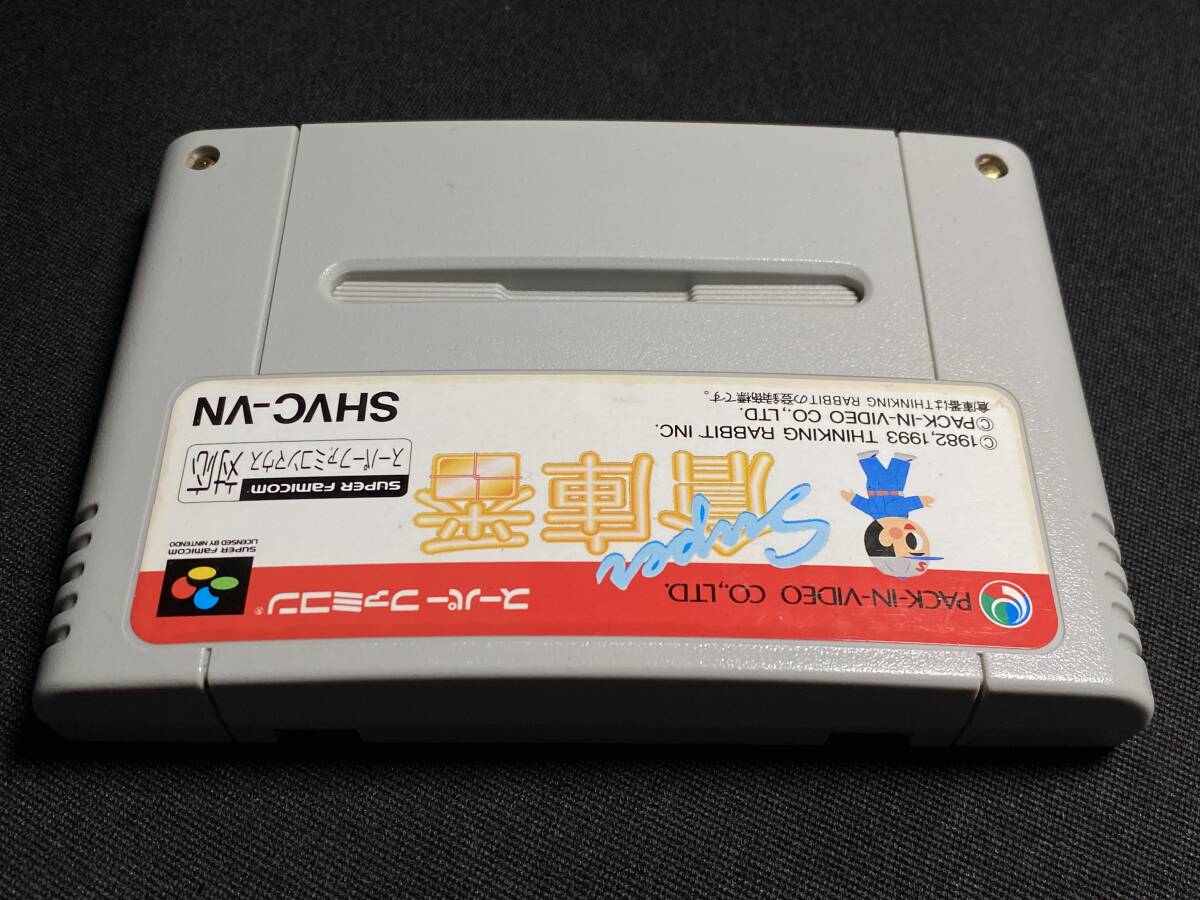 PACK-IN-VIDEO CO.,LTD.
スーパーファミコン®
Super
倉庫番
S
SUPER FAMICOM
LICENSED BY NINTENDO
SUPER FAMICOM
スーパーファミコンマウス
対応
©1982,1993 THINKING RABBIT INC.
©PACK-IN-VIDEO CO.,LTD.
倉庫番はTHINKING RABBITの登録商標です。
SHVC-VN